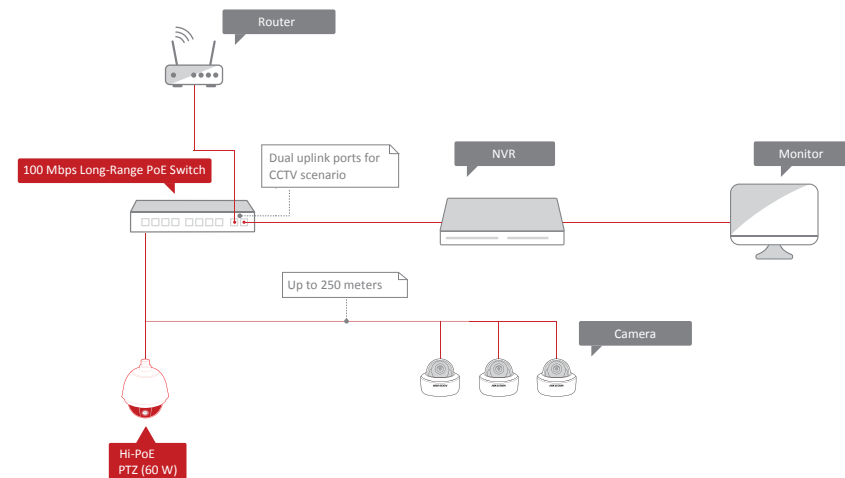 Router
100 Mbps Long-Range PoE Switch
Dual uplink ports for
CCTV scenario
NVR
Monitor
Up to 250 meters
Camera
Hi-PoE
PTZ (60 W)